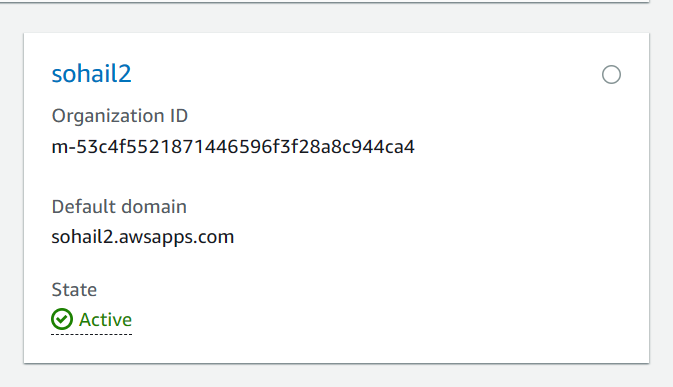 sohail2
Organization ID
m-53c4f5521871446596f3f28a8c944ca4
Default domain
sohail2.awsapps.com
State
Active